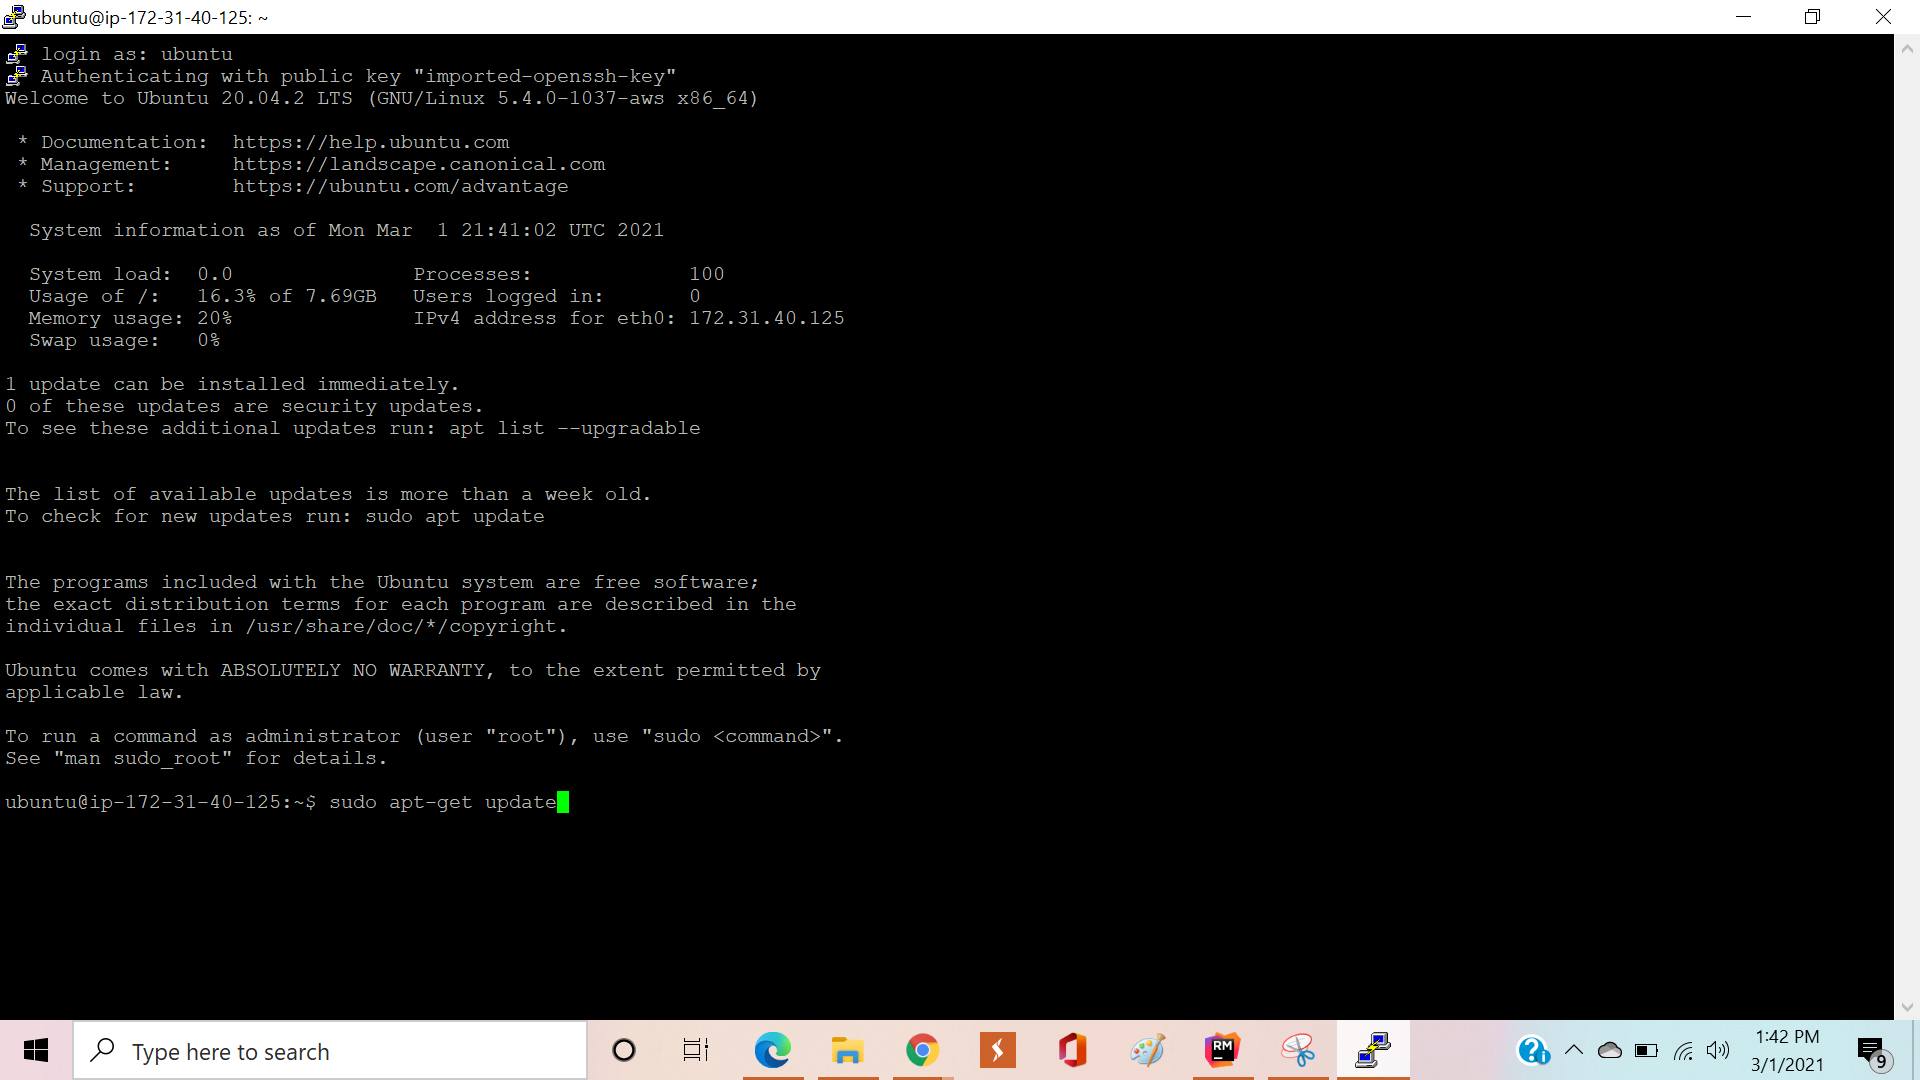 ubuntu@ip-172-31-40-125: ~
login as: ubuntu
Authenticating with public key "imported-openssh-key"
Welcome to Ubuntu 20.04.2 LTS (GNU/Linux 5.4.0-1037-aws x86_64)
* Documentation:  https://help.ubuntu.com
* Management:     https://landscape.canonical.com
* Support:        https://ubuntu.com/advantage
System information as of Mon Mar  1 21:41:02 UTC 2021
System load:  0.0               Processes:             100
Usage of /:   16.3% of 7.69GB   Users logged in:       0
Memory usage: 20%               IPv4 address for eth0: 172.31.40.125
Swap usage:   0%
1 update can be installed immediately.
0 of these updates are security updates.
To see these additional updates run: apt list --upgradable
The list of available updates is more than a week old.
To check for new updates run: sudo apt update
The programs included with the Ubuntu system are free software;
the exact distribution terms for each program are described in the
individual files in /usr/share/doc/*/copyright.
Ubuntu comes with ABSOLUTELY NO WARRANTY, to the extent permitted by
applicable law.
To run a command as administrator (user "root"), use "sudo <command>".
See "man sudo_root" for details.
ubuntu@ip-172-31-40-125:~$ sudo apt-get update
Type here to search
RM
1:42 PM
3/1/2021
9